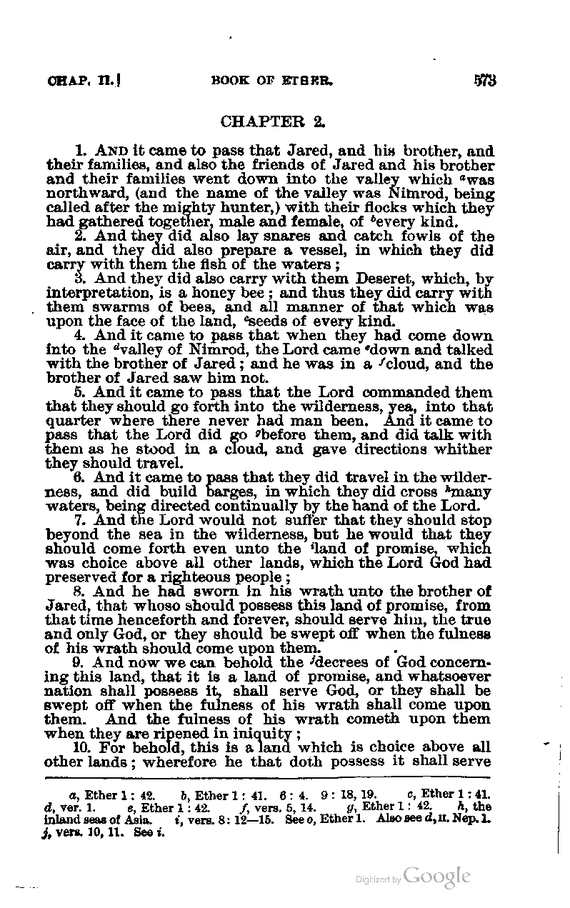 CHAP. II.] BOOK OF ETHER. 573
CHAPTER 2.
1. AND it came to pass that Jared, and his brother, and
their families, and also the friends of Jared and his brother
and their families went down into the valley which ᵃwas
northward, (and the name of the valley was Nimrod, being
called after the mighty hunter,) with their flocks which they
had gathered together, male and female, of ᵇevery kind.
2. And they did also lay snares and catch fowls of the
air, and they did also prepare a vessel, in which they did
carry with them the fish of the waters;
3. And they did also carry with them Deseret, which, by
interpretation, is a honey bee; and thus they did carry with
them swarms of bees, and all manner of that which was
upon the face of the land, ᶜseeds of every kind.
4. And it came to pass that when they had come down
into the ᵈvalley of Nimrod, the Lord came ᵉdown and talked
with the brother of Jared; and he was in a ᶠcloud, and the
brother of Jared saw him not.
5. And it came to pass that the Lord commanded them
that they should go forth into the wilderness, yea, into that
quarter where there never had man been. And it came to
pass that the Lord did go ᵍbefore them, and did talk with
them as he stood in a cloud, and gave directions whither
they should travel.
6. And it came to pass that they did travel in the wilder-
ness, and did build barges, in which they did cross ʰmany
waters, being directed continually by the hand of the Lord.
7. And the Lord would not suffer that they should stop
beyond the sea in the wilderness, but he would that they
should come forth even unto the ⁱland of promise, which
was choice above all other lands, which the Lord God had
preserved for a righteous people;
8. And he had sworn in his wrath unto the brother of
Jared, that whoso should possess this land of promise, from
that time henceforth and forever, should serve him, the true
and only God, or they should be swept off when the fulness
of his wrath should come upon them.
9. And now we can behold the ʲdecrees of God concern-
ing this land, that it is a land of promise, and whatsoever
nation shall possess it, shall serve God, or they shall be
swept off when the fulness of his wrath shall come upon
them. And the fulness of his wrath cometh upon them
when they are ripened in iniquity;
10. For behold, this is a land which is choice above all
other lands; wherefore he that doth possess it shall serve
a, Ether 1: 42. b, Ether 1: 41. 6: 4. 9: 18, 19. c, Ether 1: 41.
d, ver. 1. e, Ether 1: 42. f, vers. 5, 14. g, Ether 1: 42. h, the
inland seas of Asia. i, vers. 8: 12—15. See o, Ether 1. Also see d, II. Nep. 1.
j, vers. 10, 11. See i.
Digitized by Google